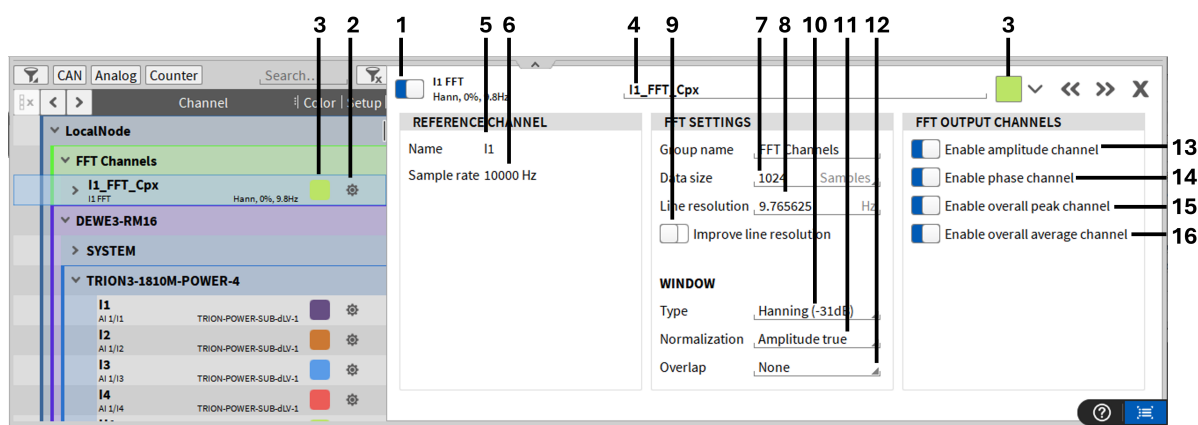 3 2 1 5 6 4 9 7 8 10 11 12 3
CAN Analog Counter Search...
Channel Color Setup
LocalNode
FFT Channels
I1_FFT_Cpx
I1 FFT Hann, 0%, 9.8Hz
DEWE3-RM16
SYSTEM
TRION3-1810M-POWER-4
I1
AI 1/I1 TRION-POWER-SUB-dLV-1
I2
AI 1/I2 TRION-POWER-SUB-dLV-1
I3
AI 1/I3 TRION-POWER-SUB-dLV-1
I4
AI 1/I4 TRION-POWER-SUB-dLV-1
I1 FFT
Hann, 0%, 9.8Hz
I1_FFT_Cpx
REFERENCE CHANNEL
Name I1
Sample rate 10000 Hz
FFT SETTINGS
Group name FFT Channels
Data size 1024 Samples
Line resolution 9.765625 Hz
Improve line resolution
WINDOW
Type Hanning (-31dB)
Normalization Amplitude true
Overlap None
FFT OUTPUT CHANNELS
Enable amplitude channel 13
Enable phase channel 14
Enable overall peak channel 15
Enable overall average channel 16